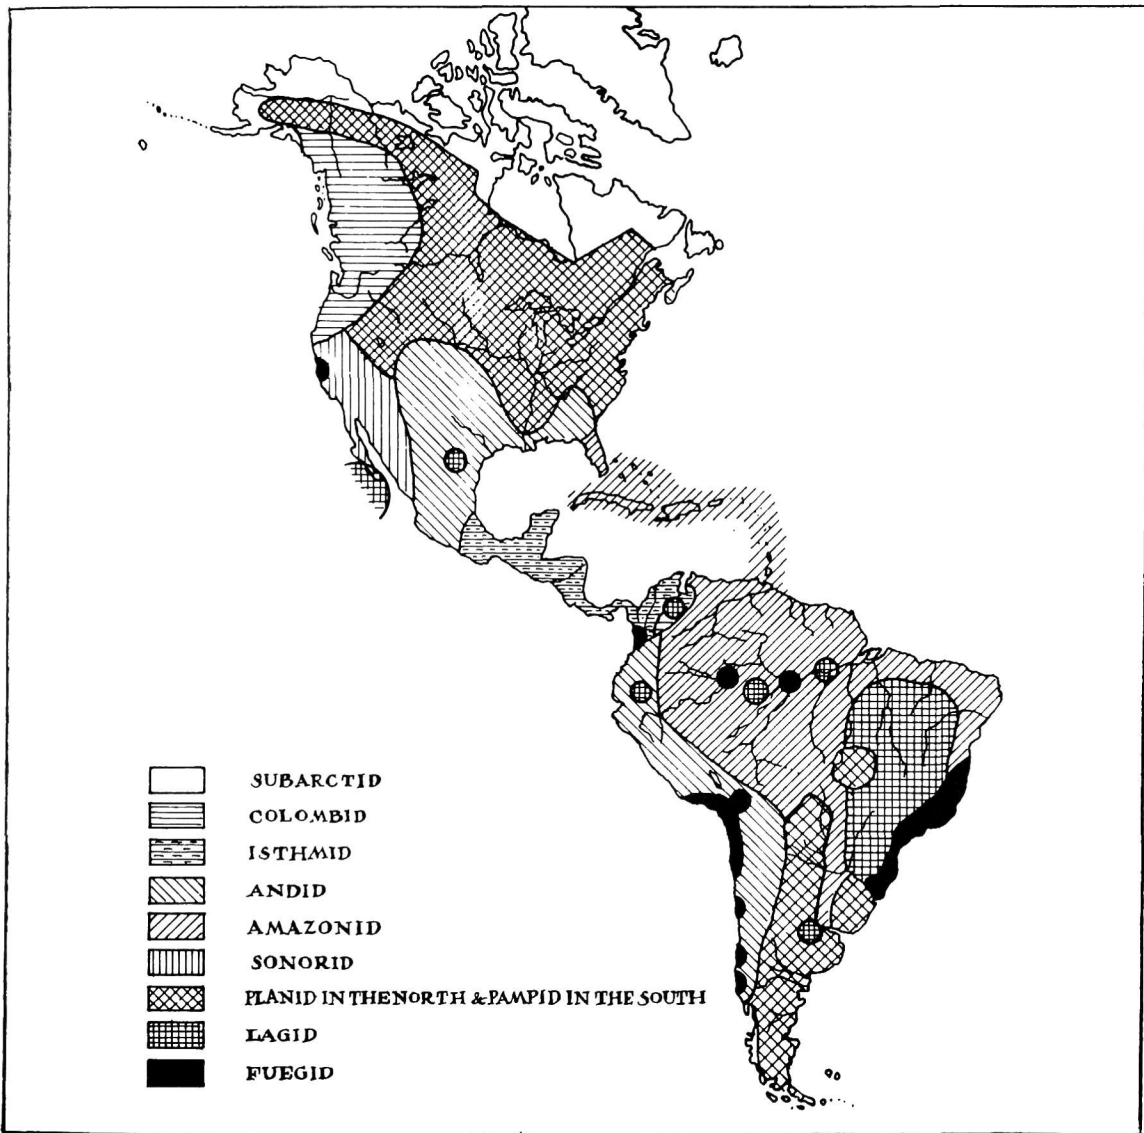 SUBARCTID
COLOMBID
ISTHMID
ANDID
AMAZONID
SONORID
PLANID IN THE NORTH & PAMPID IN THE SOUTH
LAGID
FUEGID